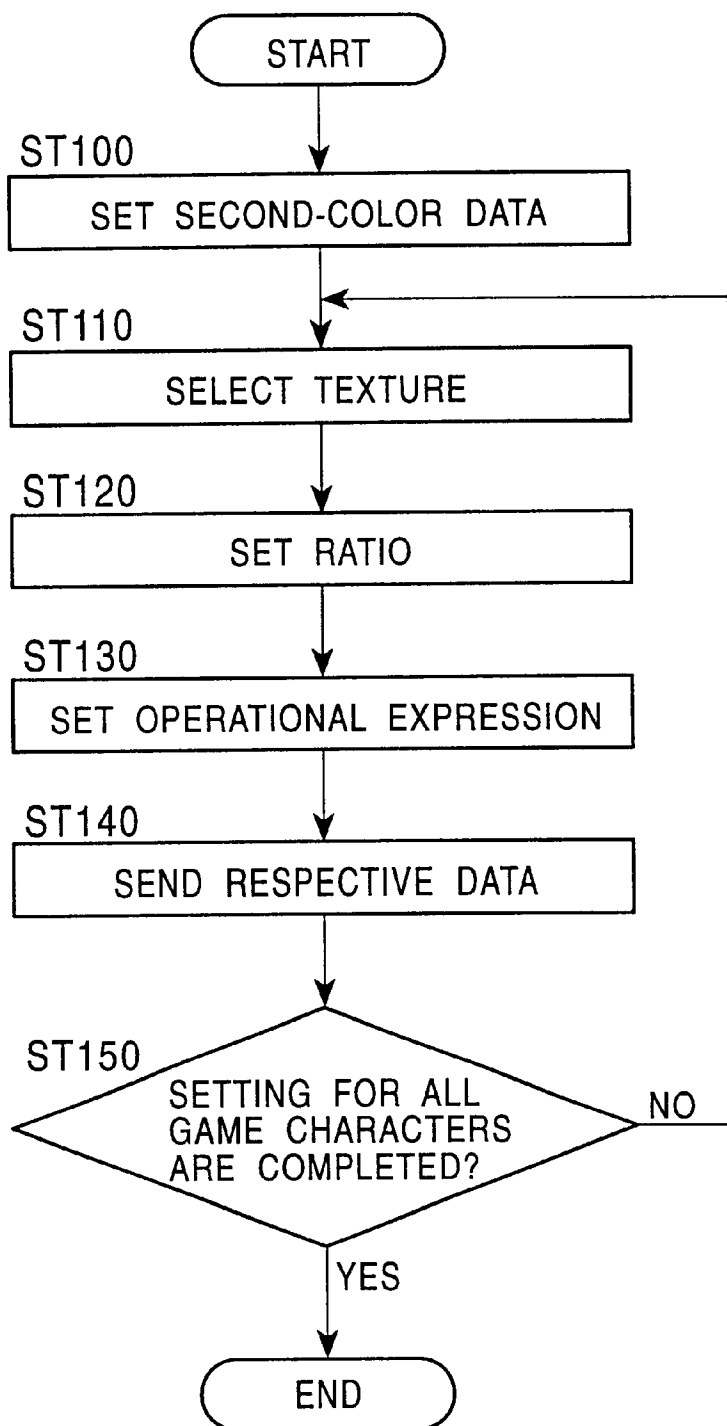 START
ST100
SET SECOND-COLOR DATA
ST110
SELECT TEXTURE
ST120
SET RATIO
ST130
SET OPERATIONAL EXPRESSION
ST140
SEND RESPECTIVE DATA
ST150
SETTING FOR ALL
GAME CHARACTERS
ARE COMPLETED?
NO
YES
END